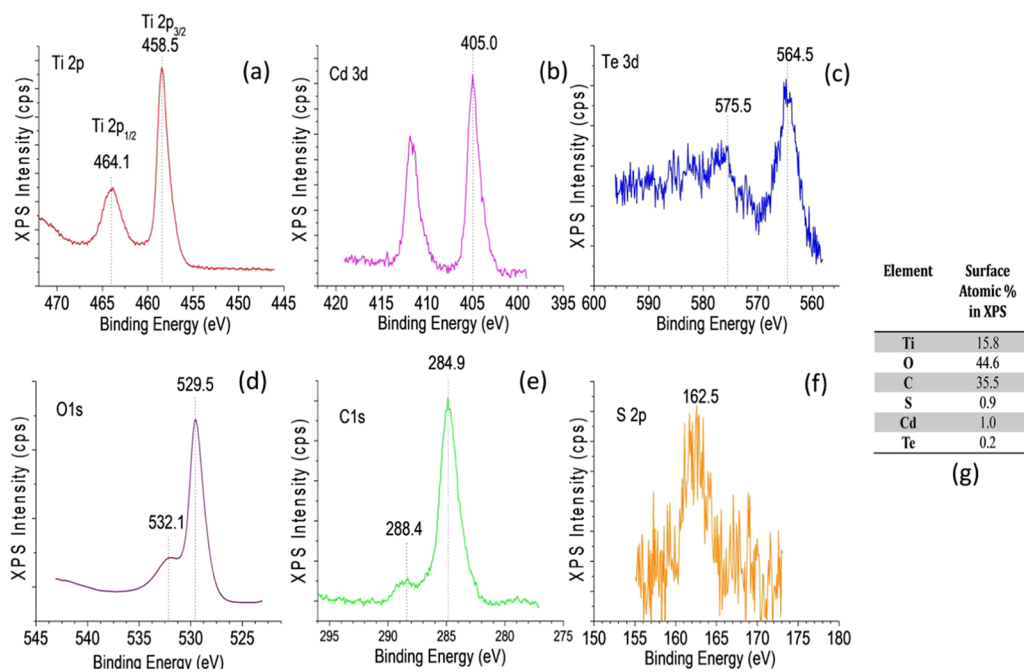 Ti 2p
Ti 2p3/2
458.5
(a)
Ti 2p1/2
464.1
XPS Intensity (cps)
470 465 460 455 450 445
Binding Energy (eV)
Cd 3d
405.0
(b)
XPS Intensity (cps)
420 415 410 405 400 395
Binding Energy (eV)
Te 3d
564.5
(c)
575.5
XPS Intensity (cps)
600 590 580 570 560
Binding Energy (eV)
O1s
529.5
(d)
532.1
XPS Intensity (cps)
545 540 535 530 525
Binding Energy (eV)
C1s
284.9
(e)
288.4
XPS Intensity (cps)
295 290 285 280 275
Binding Energy (eV)
S 2p
162.5
(f)
XPS Intensity (cps)
150 155 160 165 170 175 180
Binding Energy (eV)
Element Surface
Atomic %
in XPS
Ti 15.8
O 44.6
C 35.5
S 0.9
Cd 1.0
Te 0.2
(g)